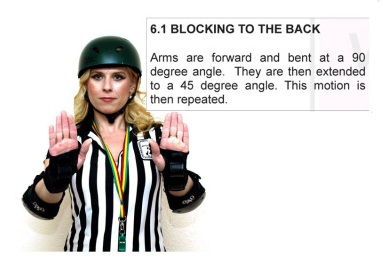 6.1 BLOCKING TO THE BACK
Arms are forward and bent at a 90
degree angle. They are then extended
to a 45 degree angle. This motion is
then repeated.